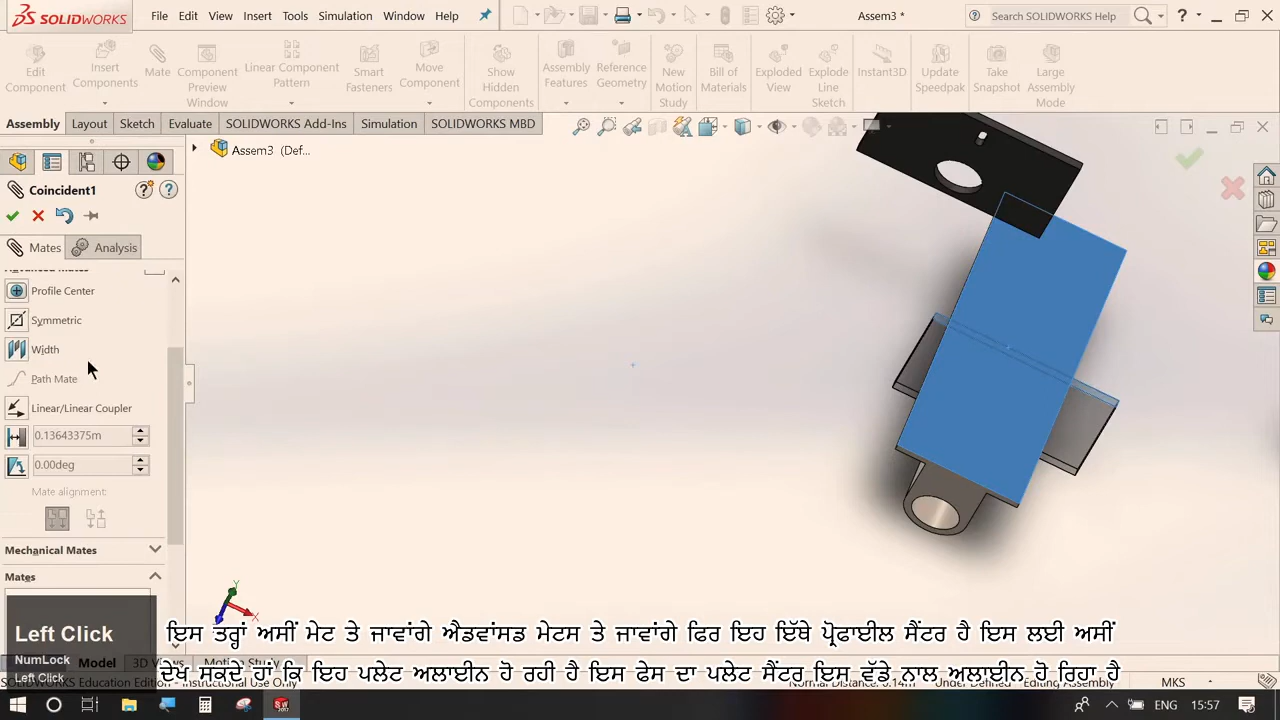 SOLIDWORKS File Edit View Insert Tools Simulation Window Help Assem3 * Search SOLIDWORKS Help
Edit Component
Insert Components
Mate
Component Preview Window
Linear Component Pattern
Smart Fasteners
Move Component
Show Hidden Components
Assembly Features
Reference Geometry
New Motion Study
Bill of Materials
Exploded View
Explode Line Sketch
Instant3D
Update Speedpak
Take Snapshot
Large Assembly Mode
Assembly Layout Sketch Evaluate SOLIDWORKS Add-Ins Simulation SOLIDWORKS MBD
Assem3 (Def...
Coincident1
Mates Analysis
Advanced Mates
Profile Center
Symmetric
Width
Path Mate
Linear/Linear Coupler
0.13643375m
0.00deg
Mate alignment:
Mechanical Mates
Mates
Left Click
NumLock
Left Click
Model 3D Views Motion Study
ਇਸ ਤਰ੍ਹਾਂ ਅਸੀਂ ਮੇਟ ਤੇ ਜਾਵਾਂਗੇ ਐਡਵਾਂਸਡ ਮੇਟਸ ਤੇ ਜਾਵਾਂਗੇ ਫਿਰ ਇਹ ਇੱਥੇ ਪ੍ਰੋਫਾਈਲ ਸੈਂਟਰ ਹੈ ਇਸ ਲਈ ਅਸੀਂ
ਦੇਖ ਸਕਦੇ ਹਾਂ ਕਿ ਇਹ ਪਲੇਟ ਅਲਾਈਨ ਹੋ ਰਹੀ ਹੈ ਇਸ ਫੇਸ ਦਾ ਪਲੇਟ ਸੈਂਟਰ ਇਸ ਵੱਡੇ ਨਾਲ ਅਲਾਈਨ ਹੋ ਰਿਹਾ ਹੈ
SOLIDWORKS Education Edition - Instructional Use Only Normal Distance: 0.14m Under Defined Editing Assembly MKS
ENG 15:57